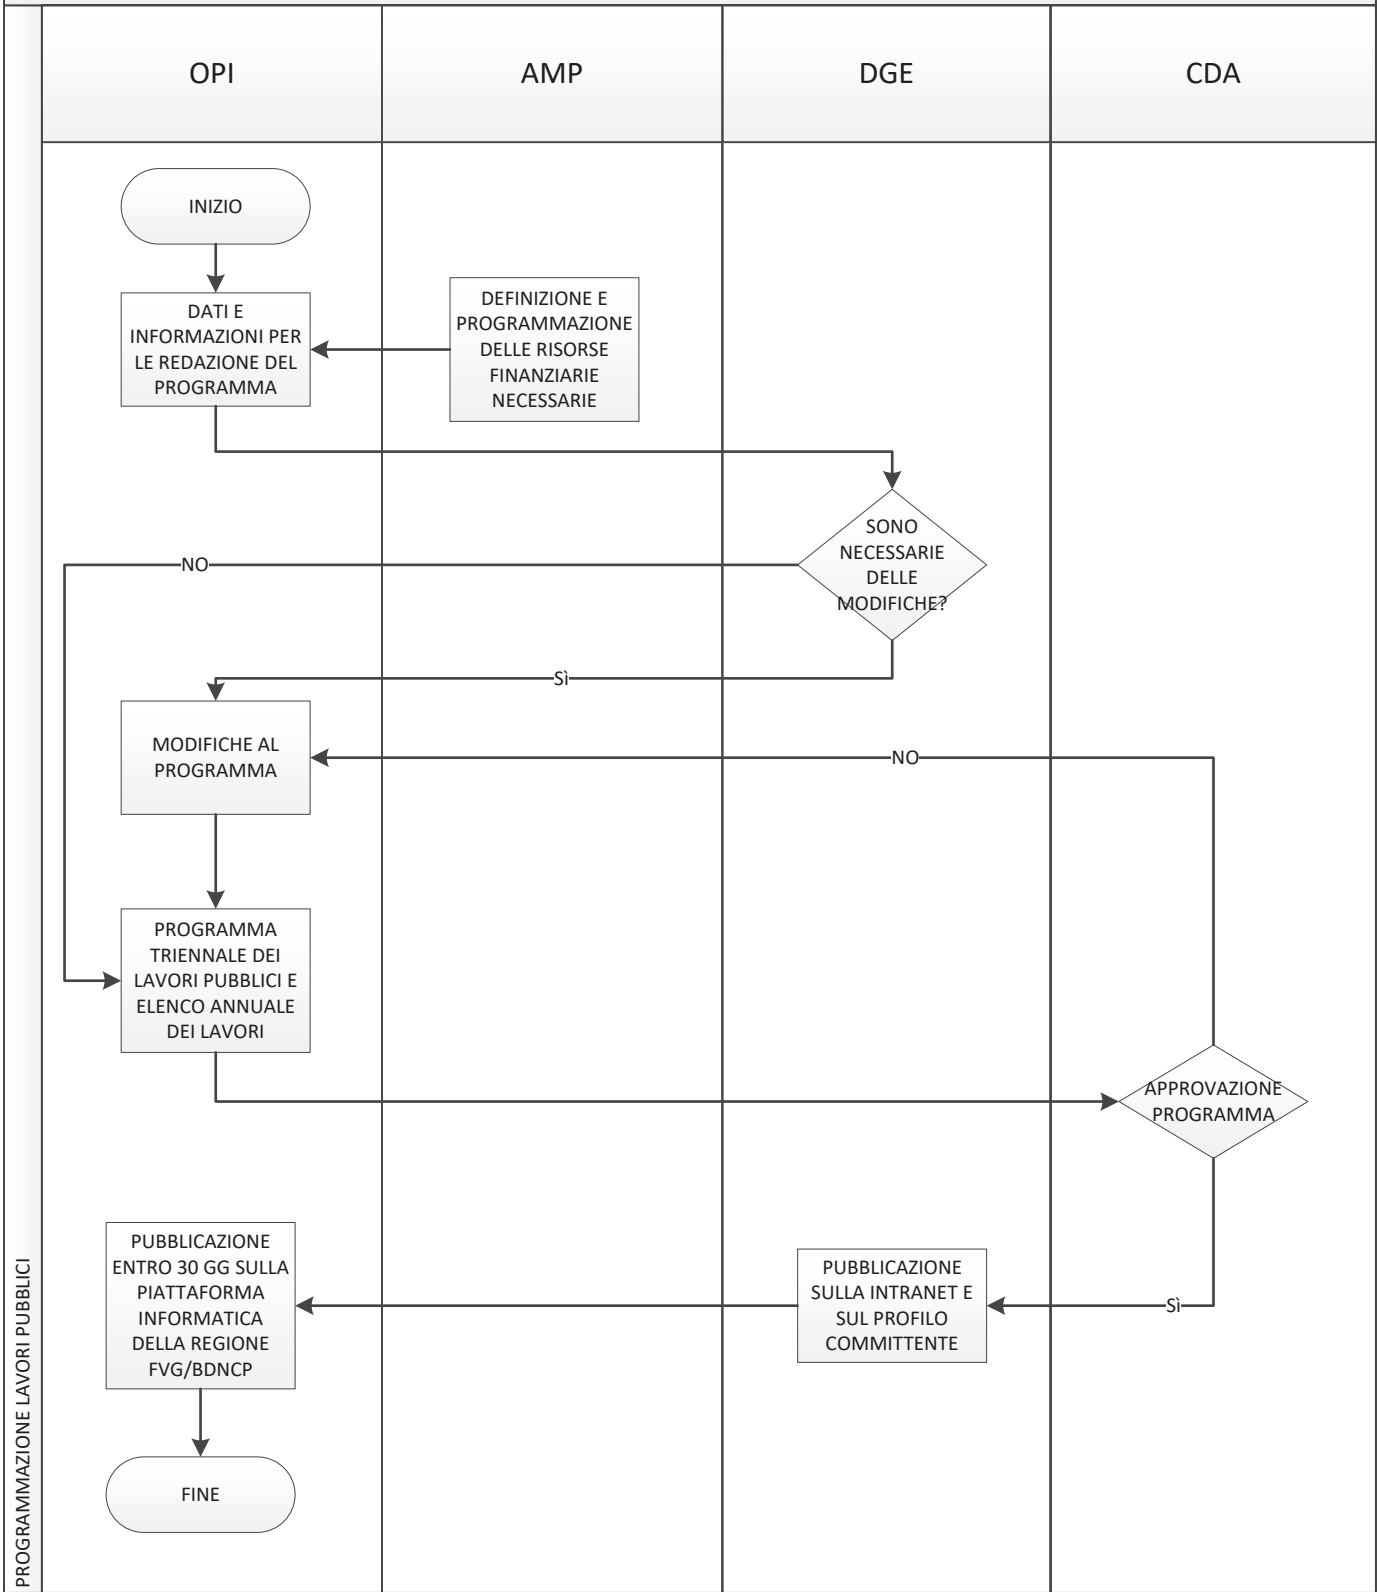 OPI
AMP
DGE
CDA
INIZIO
DATI E
INFORMAZIONI PER
LE REDAZIONE DEL
PROGRAMMA
DEFINIZIONE E
PROGRAMMAZIONE
DELLE RISORSE
FINANZIARIE
NECESSARIE
SONO
NECESSARIE
DELLE
MODIFICHE?
NO
Sì
MODIFICHE AL
PROGRAMMA
NO
PROGRAMMA
TRIENNALE DEI
LAVORI PUBBLICI E
ELENCO ANNUALE
DEI LAVORI
APPROVAZIONE
PROGRAMMA
Sì
PUBBLICAZIONE
SULLA INTRANET E
SUL PROFILO
COMMITTENTE
PUBBLICAZIONE
ENTRO 30 GG SULLA
PIATTAFORMA
INFORMATICA
DELLA REGIONE
FVG/BDNCP
FINE
PROGRAMMAZIONE LAVORI PUBBLICI